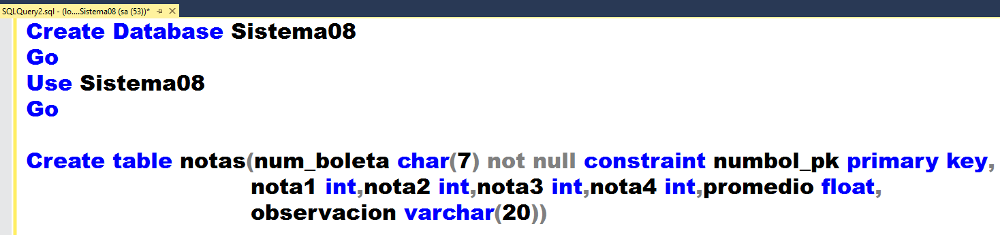 SQLQuery2.sql - (lo....Sistema08 (sa (53))*
Create Database Sistema08
Go
Use Sistema08
Go
Create table notas(num_boleta char(7) not null constraint numbol_pk primary key,
nota1 int,nota2 int,nota3 int,nota4 int,promedio float,
observacion varchar(20))